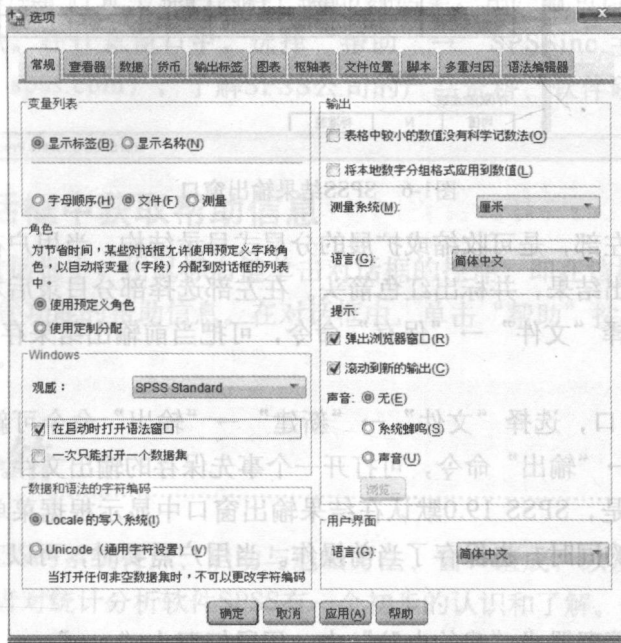 选项
常规 查看器 数据 货币 输出标签 图表 枢轴表 文件位置 脚本 多重归因 语法编辑器
变量列表
显示标签(B) 显示名称(N)
字母顺序(H) 文件(F) 测量
角色
为节省时间，某些对话框允许使用预定义字段角
色，以自动将变量（字段）分配到对话框的列表
中。
使用预定义角色
使用定制分配
Windows
观感： SPSS Standard
在启动时打开语法窗口
一次只能打开一个数据集
数据和语法的字符编码
Locale的写入系统(I)
Unicode（通用字符设置）(V)
当打开任何非空数据集时，不可以更改字符编码
输出
表格中较小的数值没有科学记数法(O)
将本地数字分组格式应用到数值(L)
测量系统(M): 厘米
语言(G): 简体中文
提示:
弹出浏览器窗口(R)
滚动到新的输出(C)
声音: 无(E)
系统蜂鸣(S)
声音(U)
浏览...
用户界面
语言(G): 简体中文
确定 取消 应用(A) 帮助